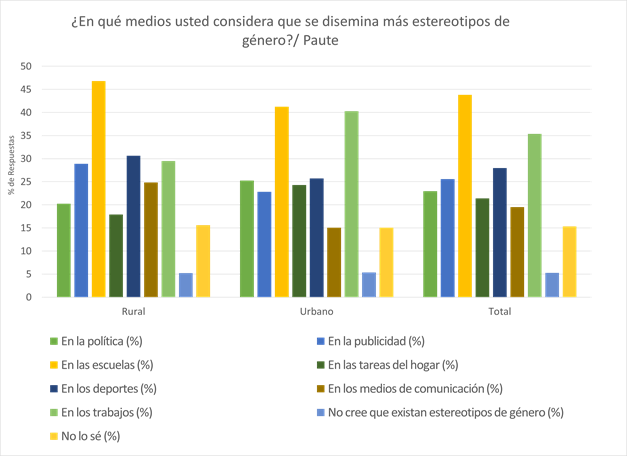 ¿En qué medios usted considera que se disemina más estereotipos de
género?/ Paute
% de Respuestas
50
45
40
35
30
25
20
15
10
5
0
Rural Urbano Total
En la política (%) En la publicidad (%)
En las escuelas (%) En las tareas del hogar (%)
En los deportes (%) En los medios de comunicación (%)
En los trabajos (%) No cree que existan estereotipos de género (%)
No lo sé (%)